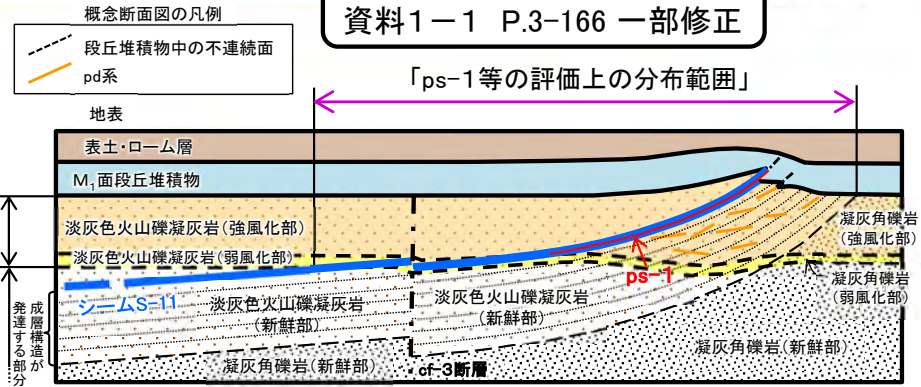 概念断面図の凡例
段丘堆積物中の不連続面
pd系
資料1-1 P.3-166 一部修正
「ps-1等の評価上の分布範囲」
地表
表土・ローム層
M₁面段丘堆積物
淡灰色火山礫凝灰岩(強風化部)
淡灰色火山礫凝灰岩(弱風化部)
凝灰角礫岩
(強風化部)
凝灰角礫岩
(弱風化部)
ps-1
シームS-11
淡灰色火山礫凝灰岩
(新鮮部)
淡灰色火山礫凝灰岩
(新鮮部)
成層構造が
発達する部分
凝灰角礫岩(新鮮部)
凝灰角礫岩(新鮮部)
cf-3断層